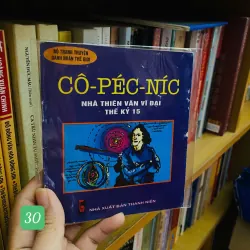 BỘ TRANH TRUYỆN
DANH NHÂN THẾ GIỚI
CÔ-PÉC-NÍC
NHÀ THIÊN VĂN VĨ ĐẠI
THẾ KỶ 15
NHÀ XUẤT BẢN THANH NIÊN
30